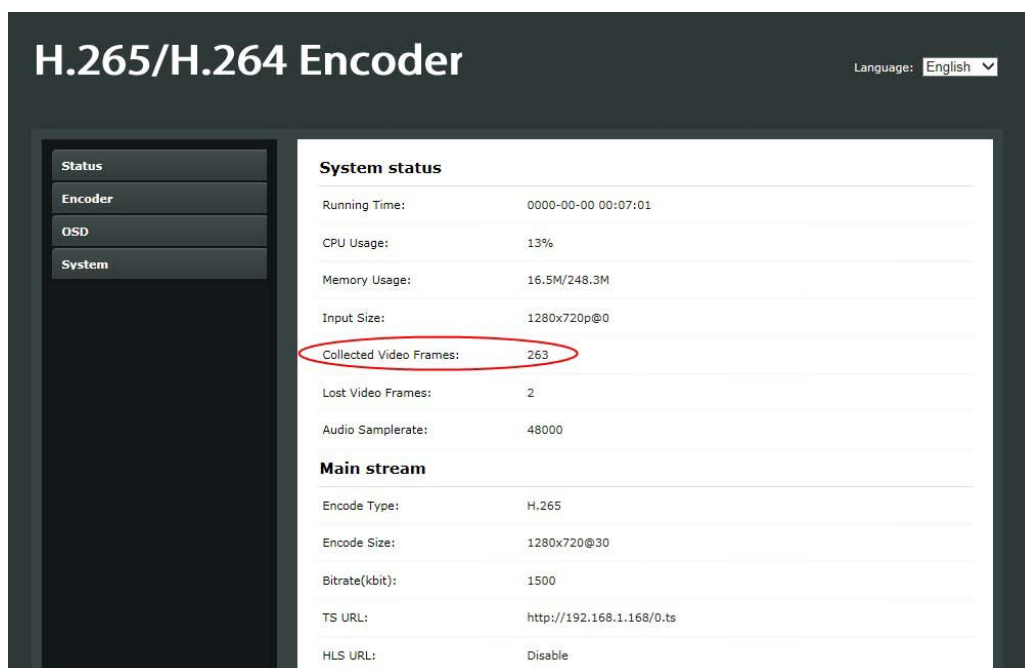 H.265/H.264 Encoder
Language: English
Status
Encoder
OSD
System
System status
Running Time: 0000-00-00 00:07:01
CPU Usage: 13%
Memory Usage: 16.5M/248.3M
Input Size: 1280x720p@0
Collected Video Frames: 263
Lost Video Frames: 2
Audio Samplerate: 48000
Main stream
Encode Type: H.265
Encode Size: 1280x720@30
Bitrate(kbit): 1500
TS URL: http://192.168.1.168/0.ts
HLS URL: Disable